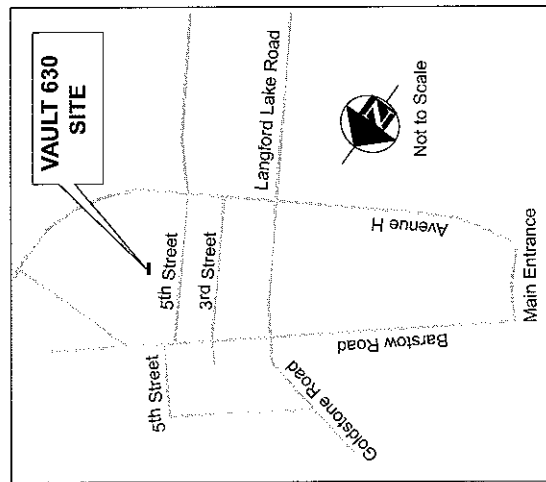 VAULT 630
SITE
5th Street
5th Street
3rd Street
Langford Lake Road
N
Not to Scale
Avenue H
Barstow Road
Goldstone Road
Main Entrance